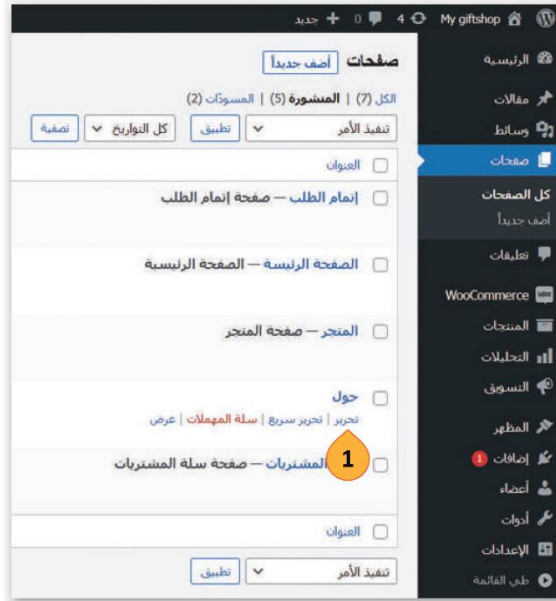 My giftshop 4 0 + جديد
الرئيسية
مقالات
وسائط
صفحات
كل الصفحات
أضف جديداً
تعليقات
WooCommerce
المنتجات
التحليلات
التسويق
المظهر
إضافات 1
أعضاء
أدوات
الإعدادات
طي القائمة
صفحات أضف جديداً
الكل (7) | المنشورة (5) | المسودّات (2)
تنفيذ الأمر تطبيق كل التواريخ تصفية
العنوان
إتمام الطلب — صفحة إتمام الطلب
الصفحة الرئيسة — الصفحة الرئيسية
المتجر — صفحة المتجر
حول
تحرير | تحرير سريع | سلة المهملات | عرض
1
المشتريات — صفحة سلة المشتريات
العنوان
تنفيذ الأمر تطبيق